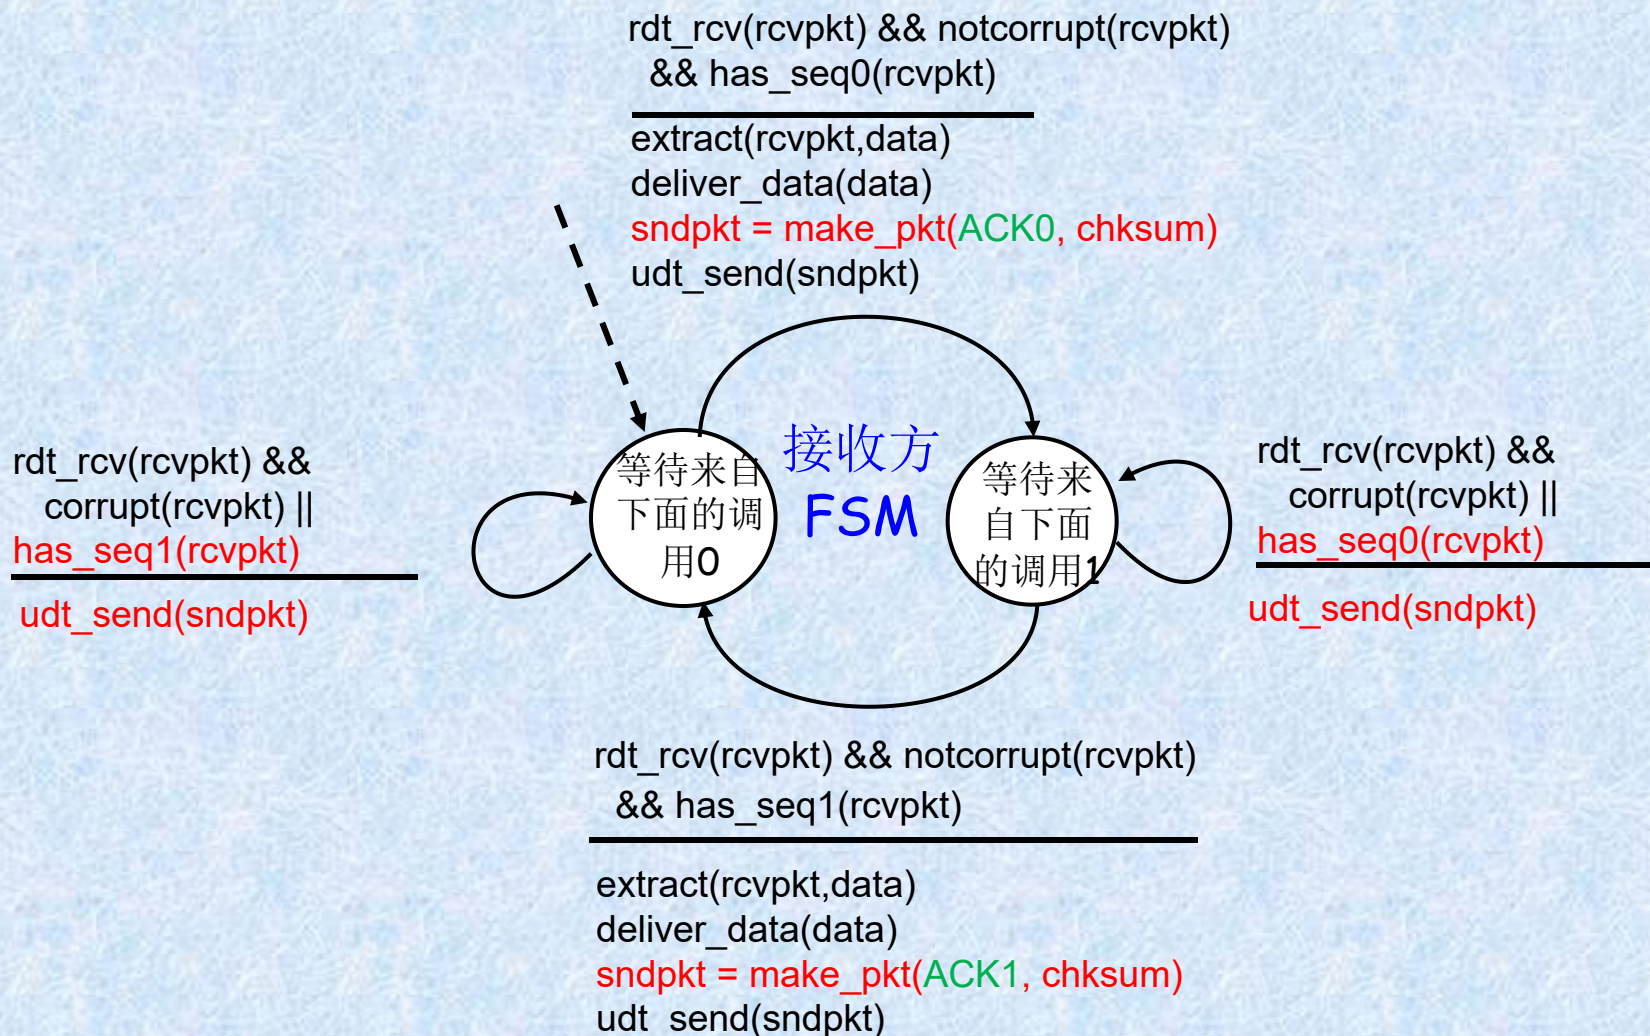 rdt_rcv(rcvpkt) && notcorrupt(rcvpkt)
&& has_seq0(rcvpkt)
extract(rcvpkt,data)
deliver_data(data)
sndpkt = make_pkt(ACK0, chksum)
udt_send(sndpkt)
rdt_rcv(rcvpkt) &&
corrupt(rcvpkt) ||
has_seq1(rcvpkt)
udt_send(sndpkt)
等待来自
下面的调
用0
接收方
FSM
等待来
自下面
的调用1
rdt_rcv(rcvpkt) &&
corrupt(rcvpkt) ||
has_seq0(rcvpkt)
udt_send(sndpkt)
rdt_rcv(rcvpkt) && notcorrupt(rcvpkt)
&& has_seq1(rcvpkt)
extract(rcvpkt,data)
deliver_data(data)
sndpkt = make_pkt(ACK1, chksum)
udt_send(sndpkt)